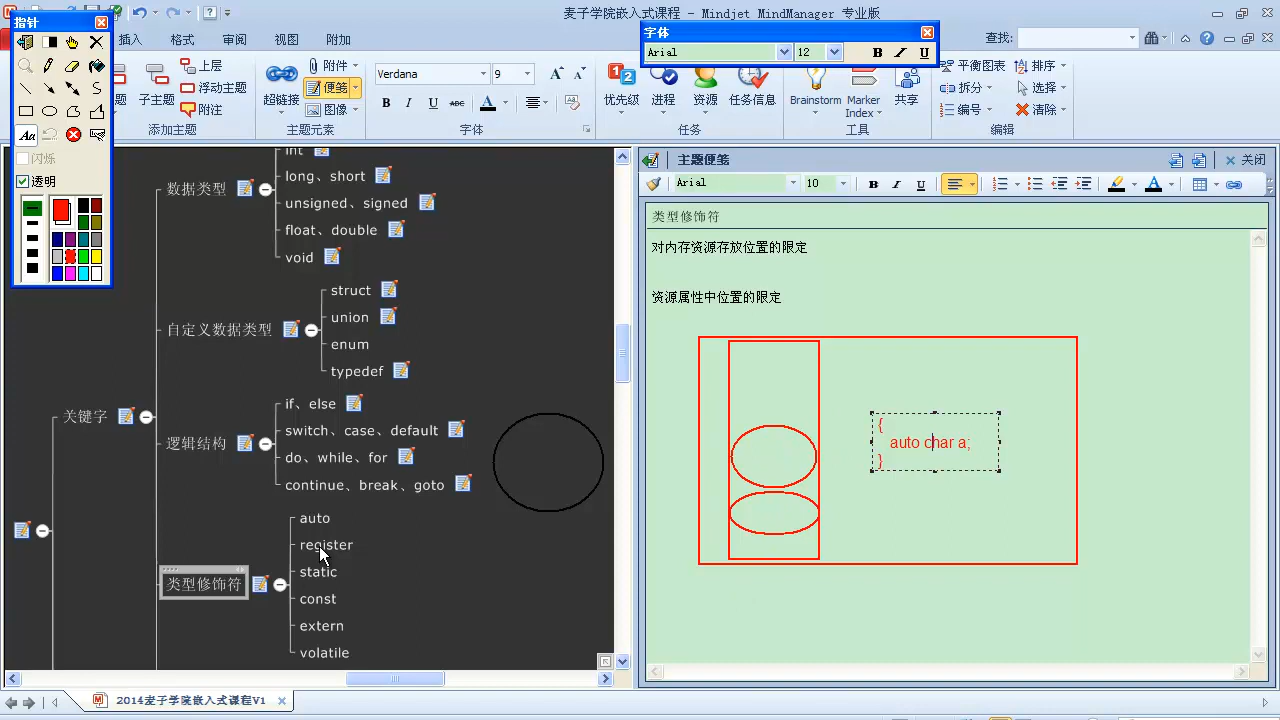 麦子学院嵌入式课程 - Mindjet MindManager 专业版
指针
字体
Arial 12 B I U
插入 格式 审阅 视图 附加
查找:
上层
浮动主题
附注
子主题
添加主题
超链接
附件
便笺
图像
主题元素
Verdana 9
B I U ABC A
字体
优先级 进程 资源 任务信息
任务
Brainstorm Marker Index 共享
工具
平衡图表 排序
拆分 选择
编号 清除
编辑
Aa
闪烁
透明
int
long、short
数据类型
unsigned、signed
float、double
void
struct
union
自定义数据类型
enum
typedef
if、else
关键字
switch、case、default
逻辑结构
do、while、for
continue、break、goto
auto
register
static
类型修饰符
const
extern
volatile
主题便笺 关闭
Arial 10 B I U
类型修饰符
对内存资源存放位置的限定
资源属性中位置的限定
{
auto char a;
}
2014麦子学院嵌入式课程V1